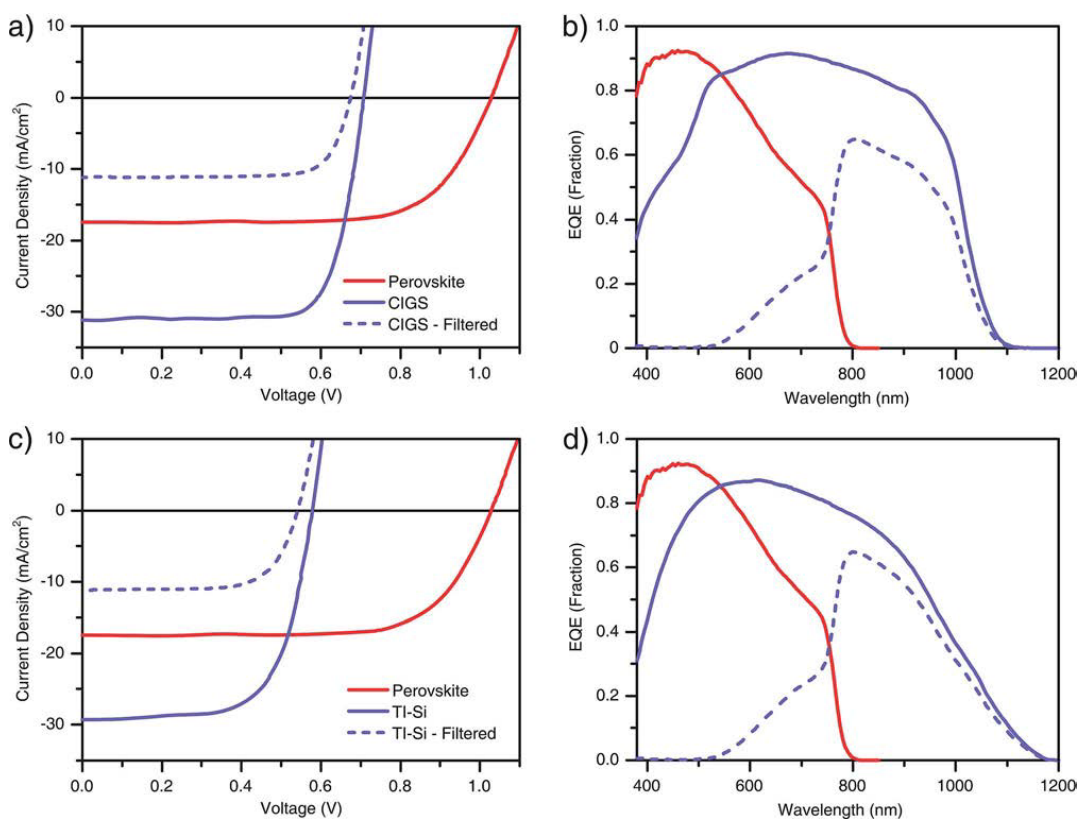 a)
10
0
-10
-20
-30
Current Density (mA/cm²)
0.0 0.2 0.4 0.6 0.8 1.0
Voltage (V)
Perovskite
CIGS
CIGS - Filtered
b)
1.0
0.8
0.6
0.4
0.2
0.0
EQE (Fraction)
400 600 800 1000 1200
Wavelength (nm)
c)
10
0
-10
-20
-30
Current Density (mA/cm²)
0.0 0.2 0.4 0.6 0.8 1.0
Voltage (V)
Perovskite
TI-Si
TI-Si - Filtered
d)
1.0
0.8
0.6
0.4
0.2
0.0
EQE (Fraction)
400 600 800 1000 1200
Wavelength (nm)